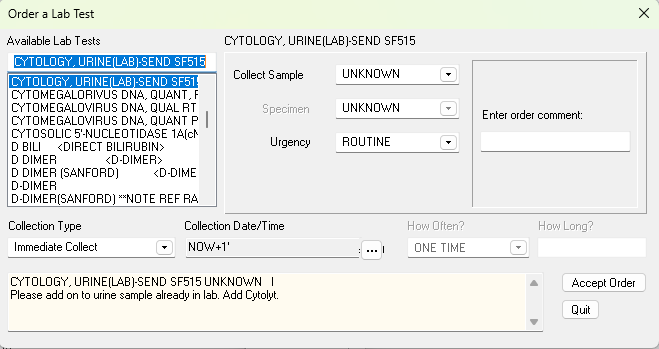 Order a Lab Test
Available Lab Tests
CYTOLOGY, URINE(LAB)-SEND SF515
CYTOLOGY, URINE(LAB)-SEND SF515
CYTOLOGY, URINE(LAB)-SEND SF51
CYTOMEGALORIVUS DNA, QUANT,
CYTOMEGALOVIRUS DNA, QUAL RT
CYTOMEGALOVIRUS DNA, QUANT P
CYTOSOLIC 5'-NUCLEOTIDASE 1A(cN
D BILI <DIRECT BILIRUBIN>
D DIMER <D-DIMER>
D DIMER (SANFORD) <D-DIME
D-DIMER
D-DIMER(SANFORD) **NOTE REF RA
Collect Sample
UNKNOWN
Specimen
UNKNOWN
Urgency
ROUTINE
Enter order comment:
Collection Type
Collection Date/Time
How Often?
How Long?
Immediate Collect
NOW+1'
...
ONE TIME
CYTOLOGY, URINE(LAB)-SEND SF515 UNKNOWN I
Please add on to urine sample already in lab. Add Cytolyt.
Accept Order
Quit